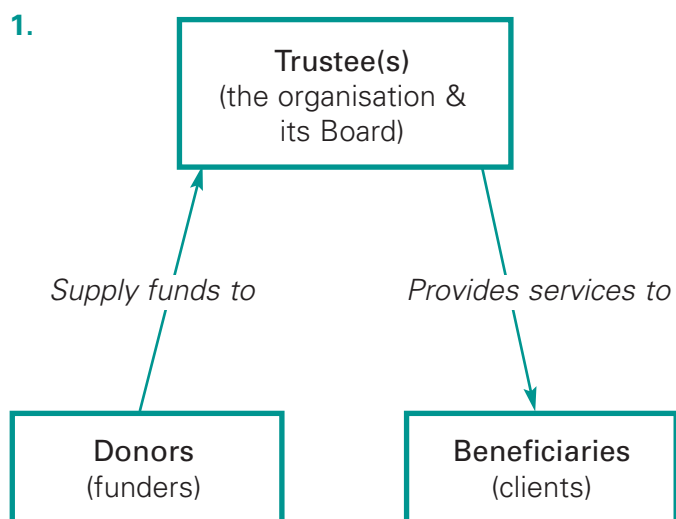 1.
Trustee(s)
(the organisation &
its Board)
Supply funds to
Provides services to
Donors
(funders)
Beneficiaries
(clients)